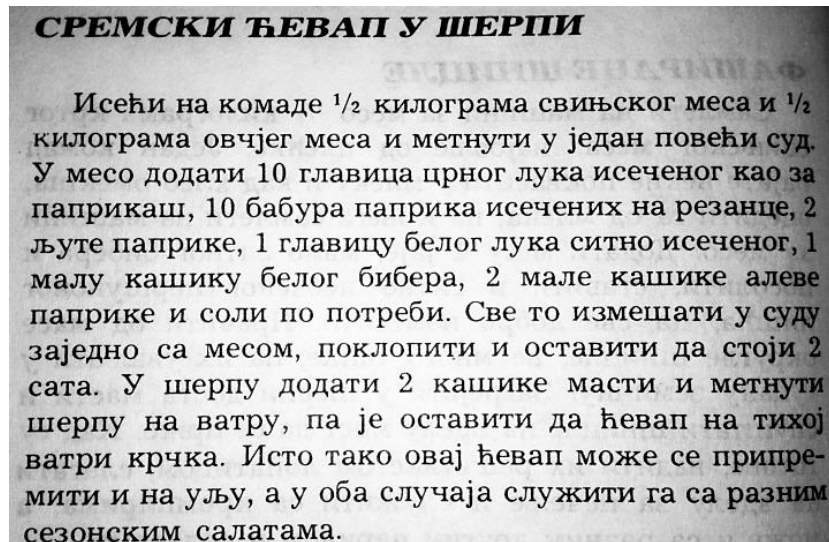 СРЕМСКИ ЋЕВАП У ШЕРПИ
Исећи на комаде ½ килограма свињског меса и ½
килограма овчјег меса и метнути у један повећи суд.
У месо додати 10 главица црног лука исеченог као за
паприкаш, 10 бабура паприка исечених на резанце, 2
љуте паприке, 1 главицу белог лука ситно исеченог, 1
малу кашику белог бибера, 2 мале кашике алеве
паприке и соли по потреби. Све то измешати у суду
заједно са месом, поклопити и оставити да стоји 2
сата. У шерпу додати 2 кашике масти и метнути
шерпу на ватру, па је оставити да ћевап на тихој
ватри крчка. Исто тако овај ћевап може се припре-
мити и на уљу, а у оба случаја служити га са разним
сезонским салатама.